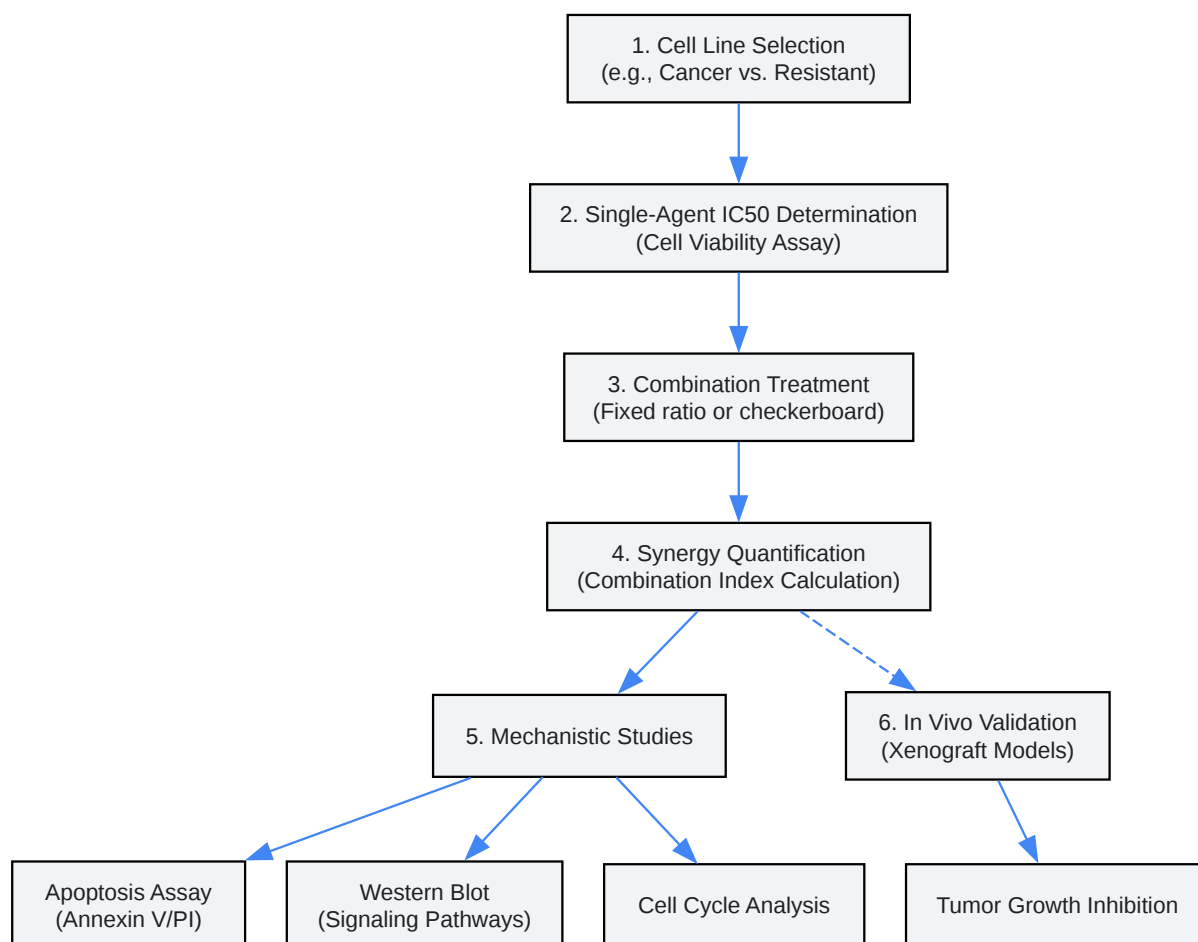 1. Cell Line Selection
(e.g., Cancer vs. Resistant)
2. Single-Agent IC50 Determination
(Cell Viability Assay)
3. Combination Treatment
(Fixed ratio or checkerboard)
4. Synergy Quantification
(Combination Index Calculation)
5. Mechanistic Studies
6. In Vivo Validation
(Xenograft Models)
Apoptosis Assay
(Annexin V/PI)
Western Blot
(Signaling Pathways)
Cell Cycle Analysis
Tumor Growth Inhibition